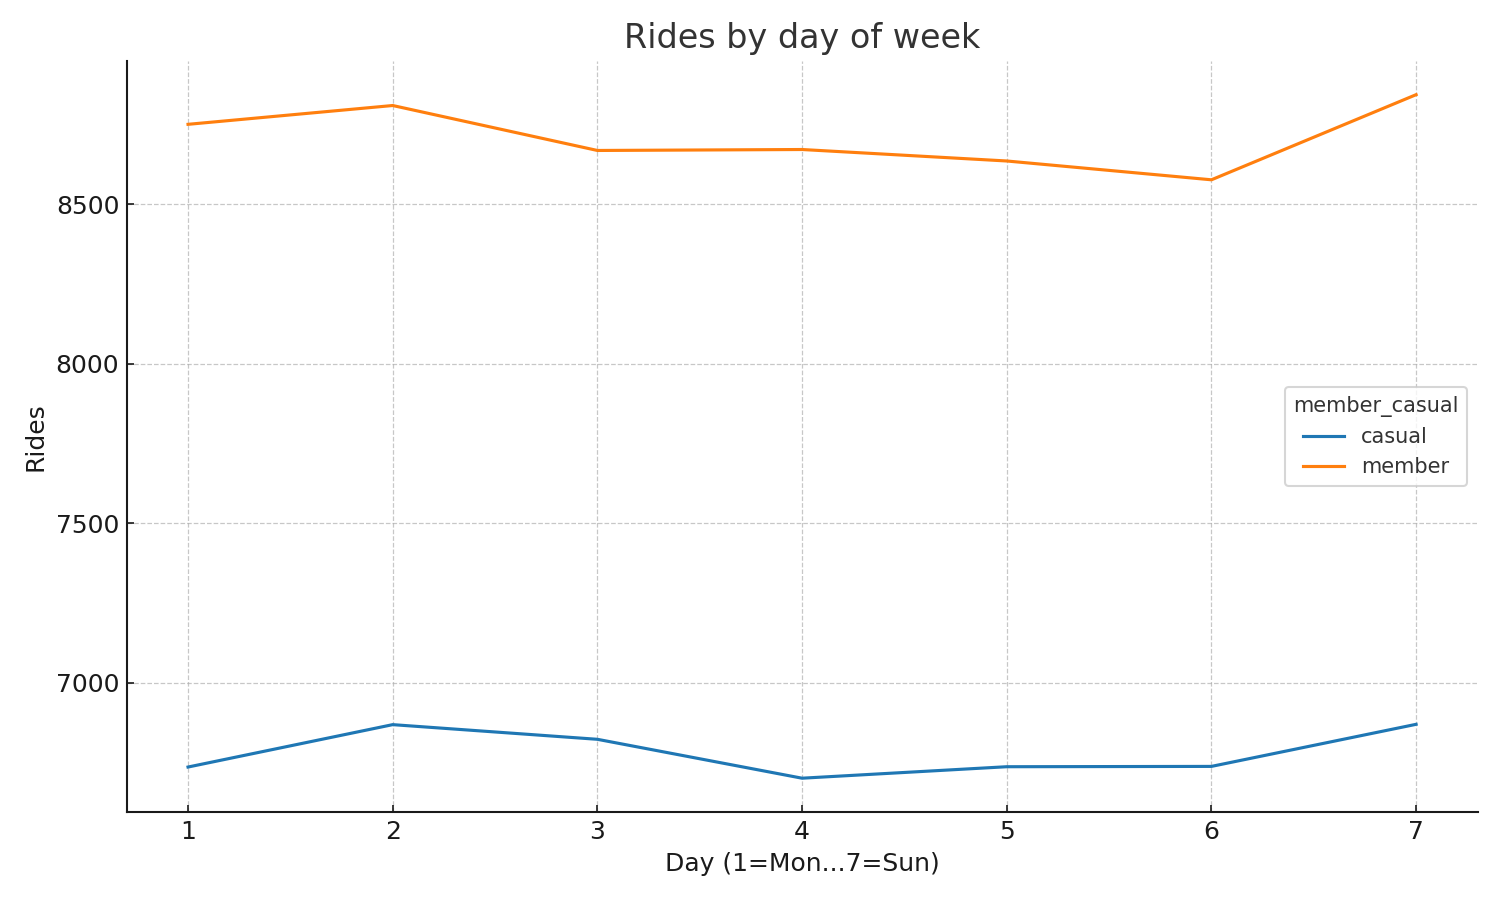 Rides by day of week
8500
8000
7500
7000
Rides
member_casual
casual
member
1 2 3 4 5 6 7
Day (1=Mon...7=Sun)